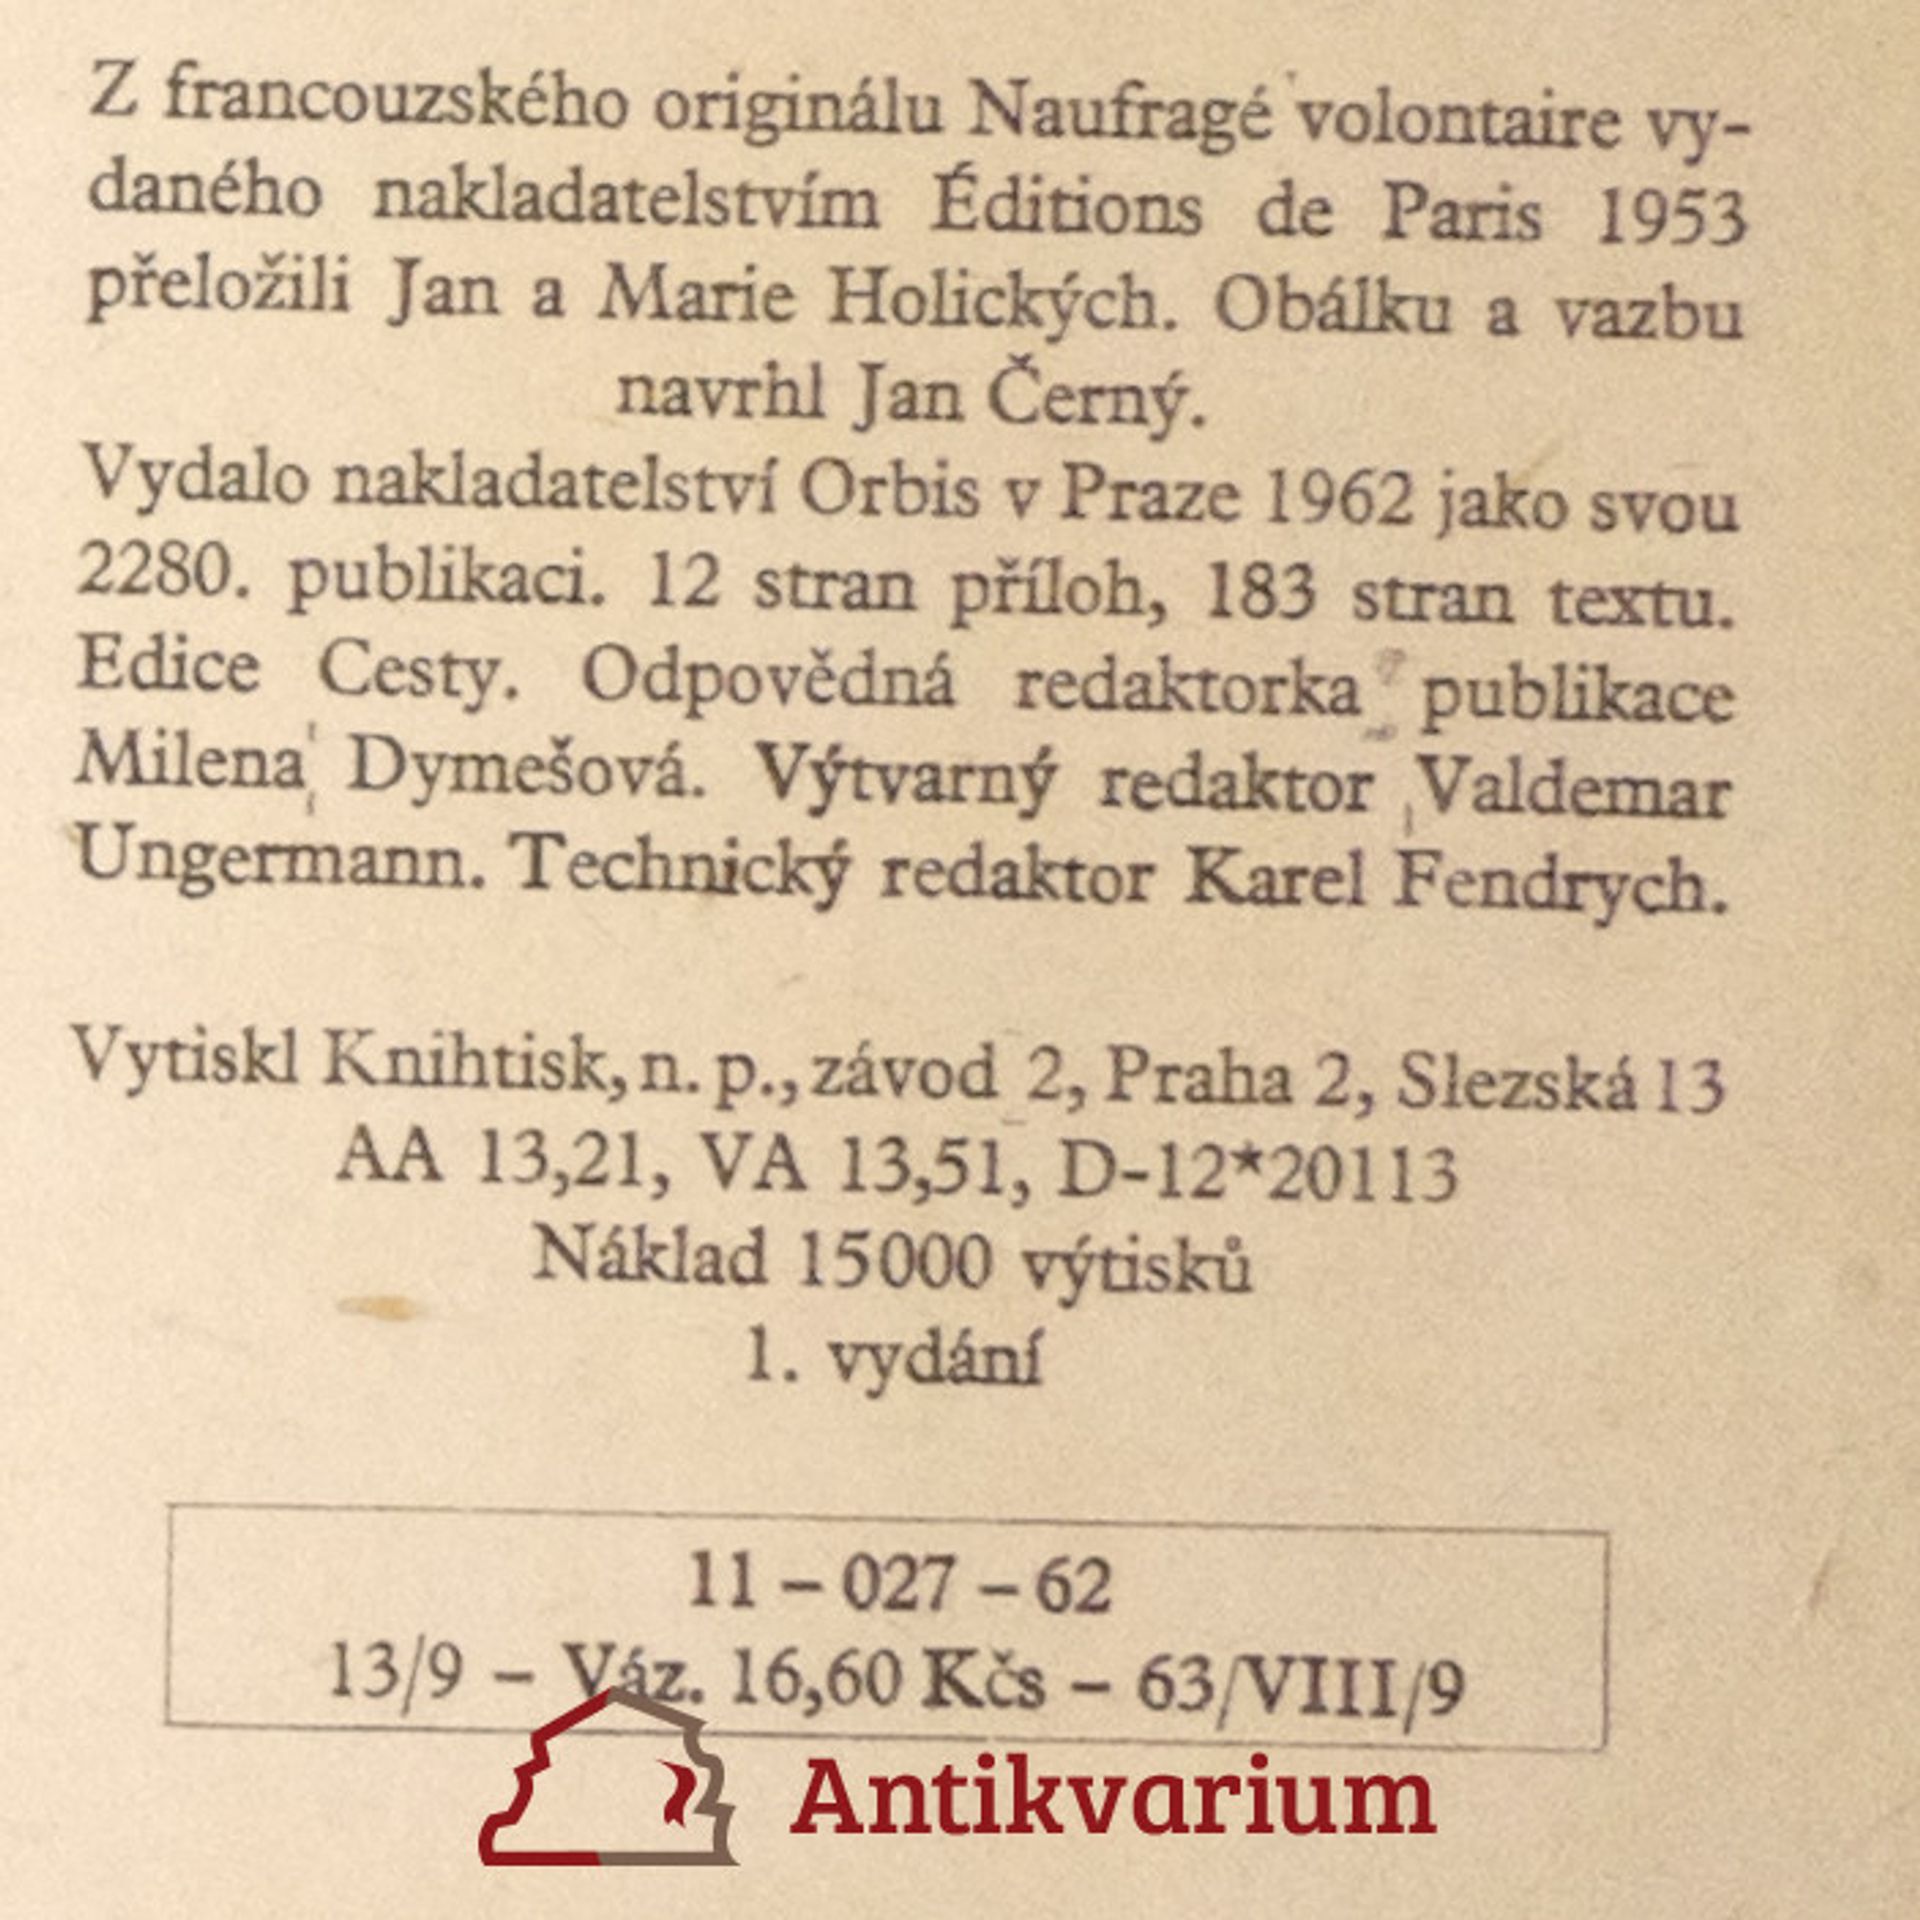 Z francouzského originálu Naufragé volontaire vy-
daného nakladatelstvím Éditions de Paris 1953
přeložili Jan a Marie Holických. Obálku a vazbu
navrhl Jan Černý.
Vydalo nakladatelství Orbis v Praze 1962 jako svou
2280. publikaci. 12 stran příloh, 183 stran textu.
Edice Cesty. Odpovědná redaktorka publikace
Milena Dymešová. Výtvarný redaktor Valdemar
Ungermann. Technický redaktor Karel Fendrych.
Vytiskl Knihtisk, n. p., závod 2, Praha 2, Slezská 13
AA 13,21, VA 13,51, D-12*20113
Náklad 15000 výtisků
1. vydání
11 – 027 – 62
13/9 – Váz. 16,60 Kčs – 63/VIII/9
Antikvarium